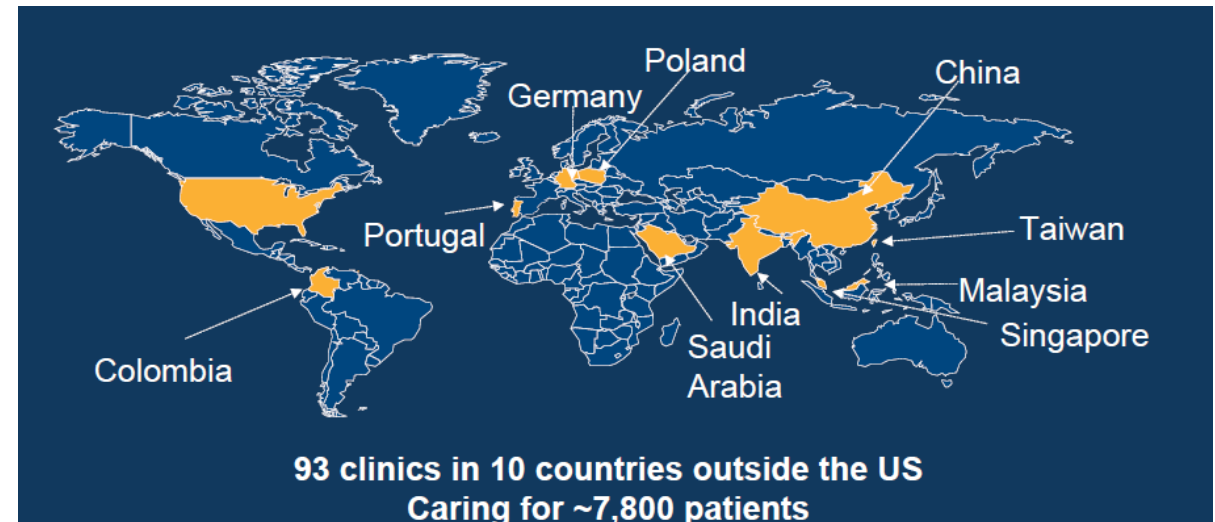 Poland
China
Germany
Portugal
Taiwan
Malaysia
India
Singapore
Saudi
Arabia
Colombia
93 clinics in 10 countries outside the US
Caring for ~7,800 patients